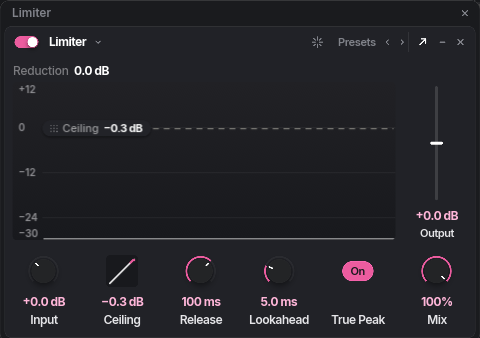 Limiter
Limiter
Presets
Reduction 0.0 dB
+12
0
Ceiling −0.3 dB
−12
−24
−30
+0.0 dB
Output
On
+0.0 dB
−0.3 dB
100 ms
5.0 ms
100%
Input
Ceiling
Release
Lookahead
True Peak
Mix